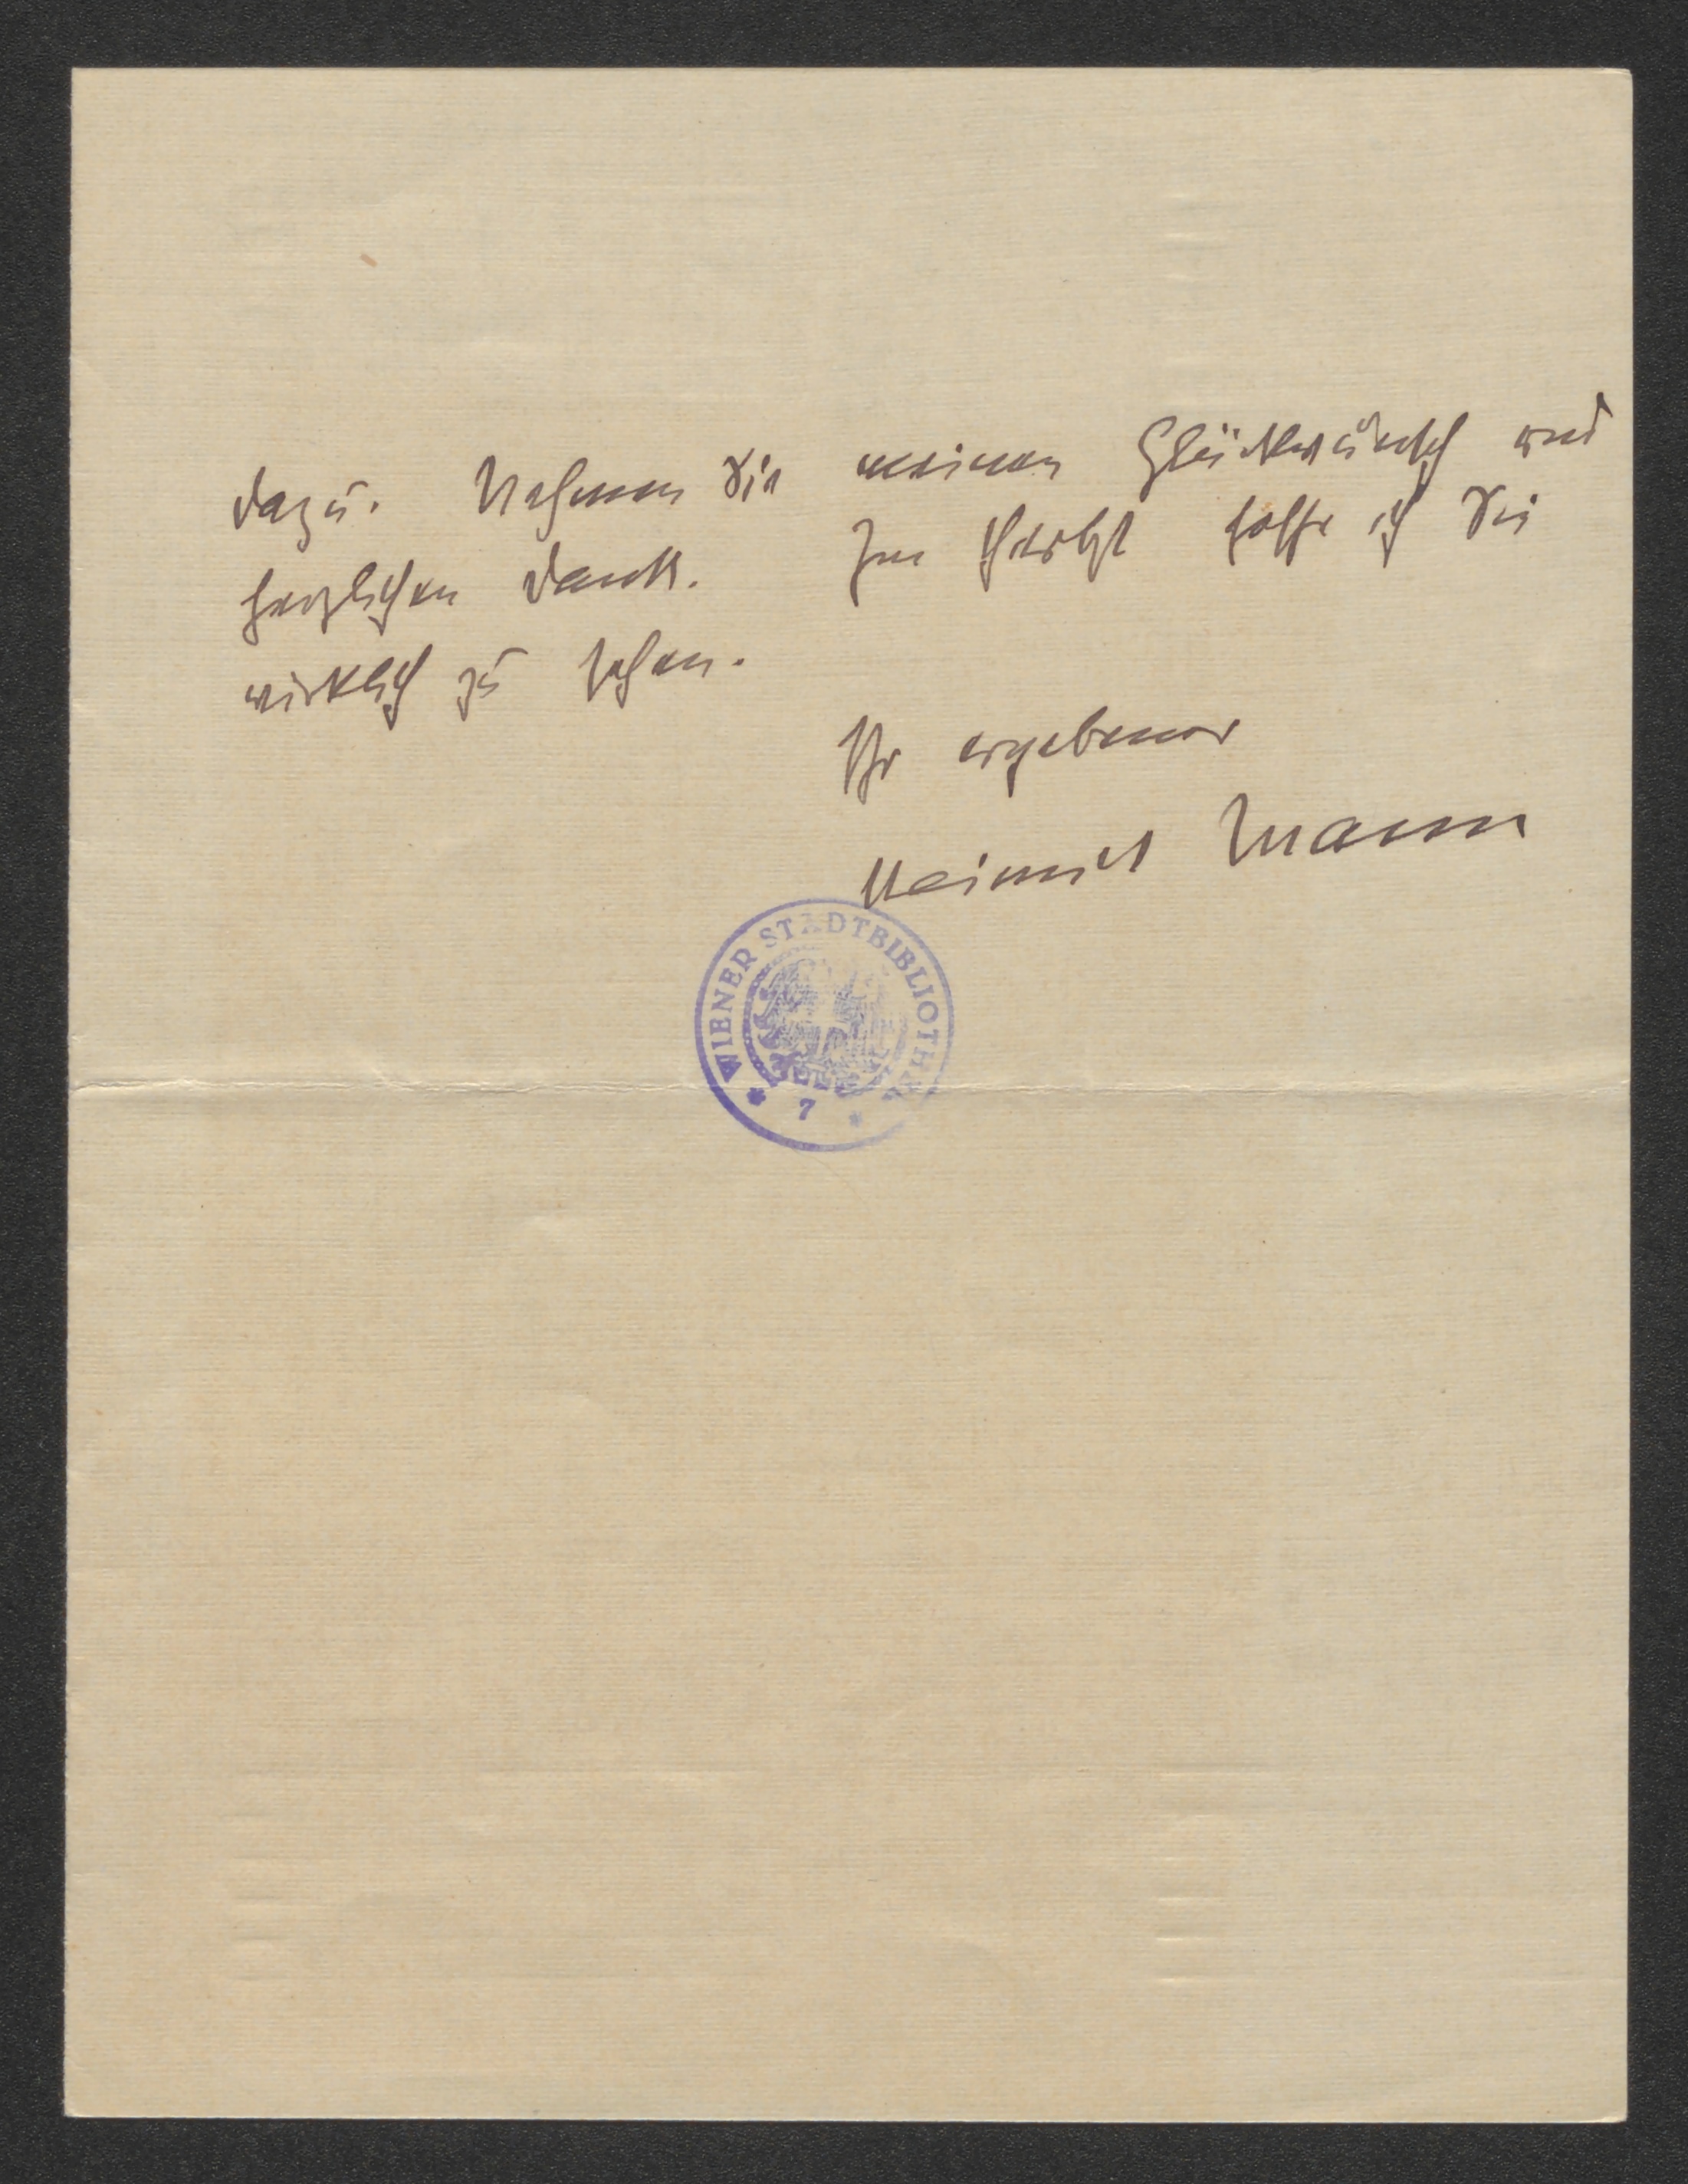 dazu. Nehmen Sie meinen Glückwunsch und
herzlichen Dank. Im Herbst hoffe ich Sie
wirklich zu sehen.
Ihr ergebener
Heinrich Mann
WIENER STADTBIBLIOTHEK
* 7 *